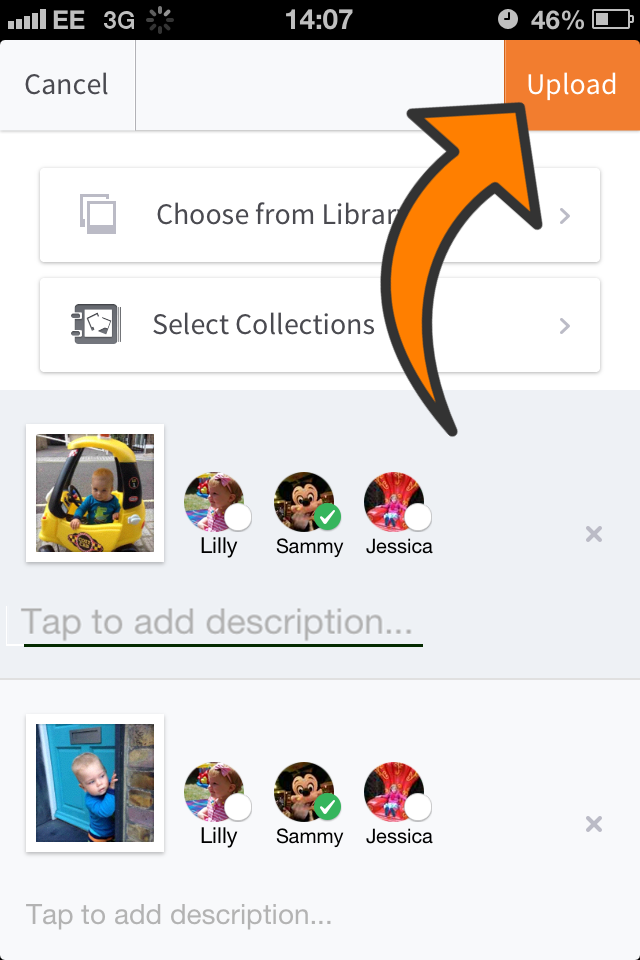 EE 3G 14:07 46%
Cancel Upload
Choose from Librar
Select Collections
Lilly Sammy Jessica
Tap to add description...
Lilly Sammy Jessica
Tap to add description...